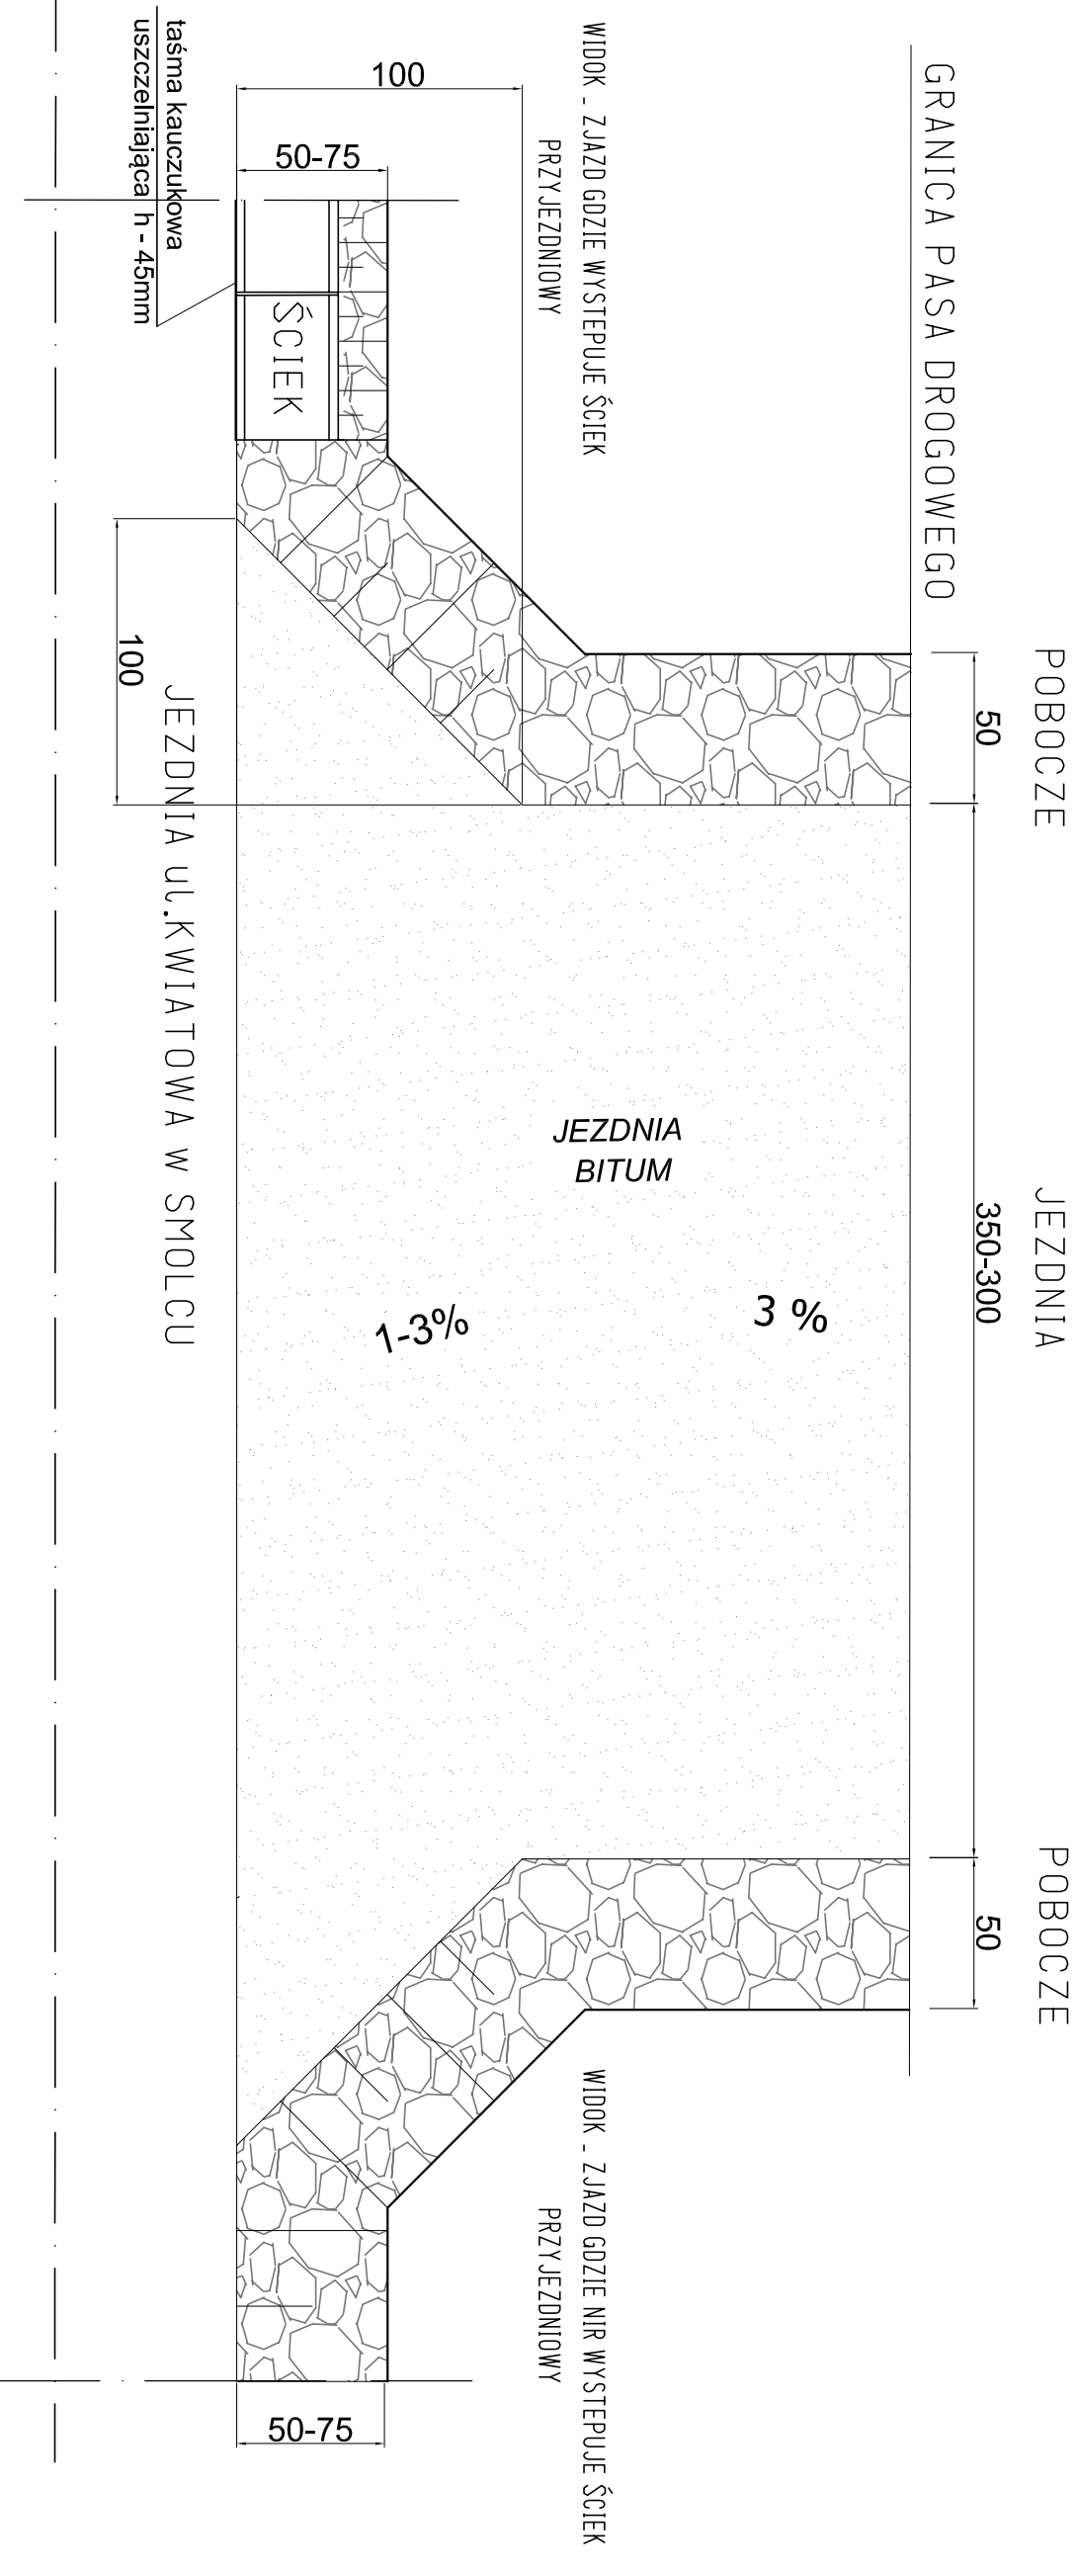 POBOCZE
JEZDNIA
POBOCZE
50
350-300
50
GRANICA PASA DROGOWEGO
WIDOK - ZJAZD GDZIE WYSTEPUJE ŚCIEK
PRZYJEZDNIOWY
WIDOK - ZJAZD GDZIE NIR WYSTEPUJE ŚCIEK
PRZYJEZDNIOWY
100
50-75
JEZDNIA
BITUM
3 %
1-3%
ŚCIEK
50-75
100
JEZDNIA ul.KWIATOWA w SMOLCU
taśma kauczukowa
uszczelniająca h - 45mm